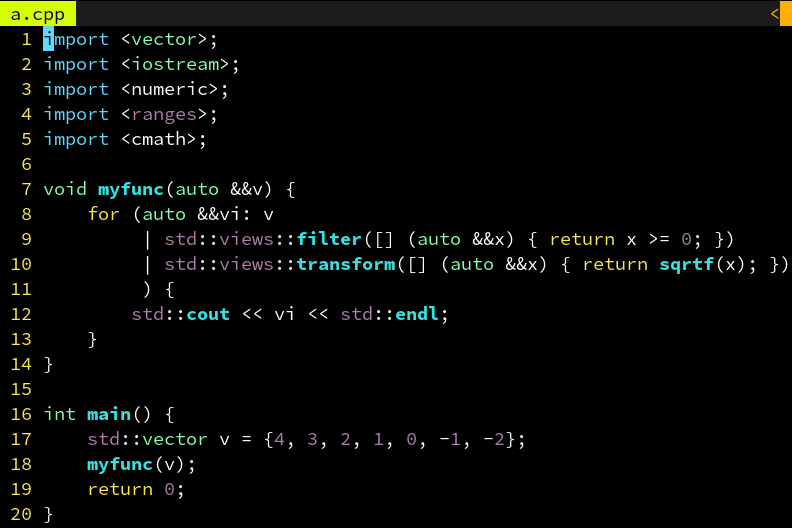 a.cpp <
1 import <vector>;
2 import <iostream>;
3 import <numeric>;
4 import <ranges>;
5 import <cmath>;
6
7 void myfunc(auto &&v) {
8     for (auto &&vi: v
9          | std::views::filter([] (auto &&x) { return x >= 0; })
10          | std::views::transform([] (auto &&x) { return sqrtf(x); })
11          ) {
12         std::cout << vi << std::endl;
13     }
14 }
15
16 int main() {
17     std::vector v = {4, 3, 2, 1, 0, -1, -2};
18     myfunc(v);
19     return 0;
20 }